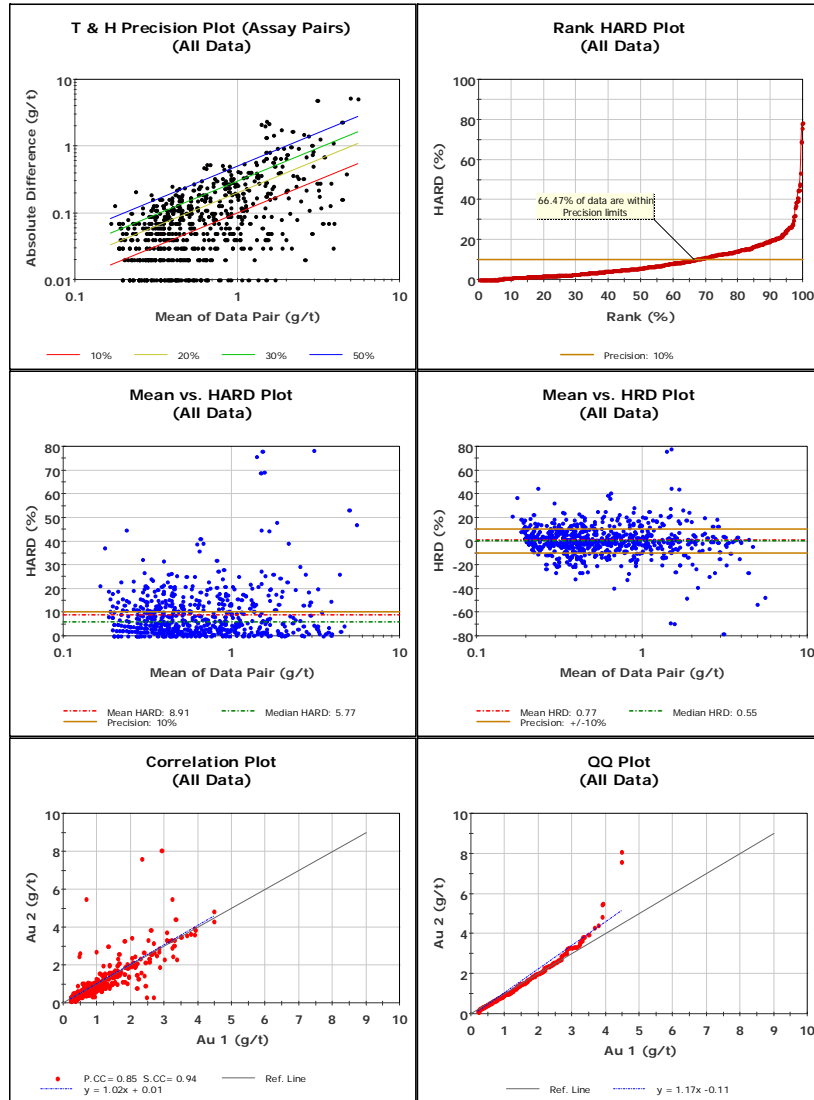 T & H Precision Plot (Assay Pairs)
(All Data)
10
1
0.1
0.01
Absolute Difference (g/t)
0.1
1
10
Mean of Data Pair (g/t)
10%
20%
30%
50%
Rank HARD Plot
(All Data)
100
80
60
40
20
0
HARD (%)
66.47% of data are within
Precision limits
0 10 20 30 40 50 60 70 80 90 100
Rank (%)
Precision: 10%
Mean vs. HARD Plot
(All Data)
80
70
60
50
40
30
20
10
0
HARD (%)
0.1
1
10
Mean of Data Pair (g/t)
Mean HARD: 8.91
Median HARD: 5.77
Precision: 10%
Mean vs. HRD Plot
(All Data)
80
60
40
20
0
-20
-40
-60
-80
HRD (%)
0.1
1
10
Mean of Data Pair (g/t)
Mean HRD: 0.77
Median HRD: 0.55
Precision: +/-10%
Correlation Plot
(All Data)
10
8
6
4
2
0
Au 2 (g/t)
0 1 2 3 4 5 6 7 8 9 10
Au 1 (g/t)
P.CC= 0.85 S.CC= 0.94
Ref. Line
y = 1.02x + 0.01
QQ Plot
(All Data)
10
8
6
4
2
0
Au 2 (g/t)
0 1 2 3 4 5 6 7 8 9 10
Au 1 (g/t)
Ref. Line
y = 1.17x -0.11